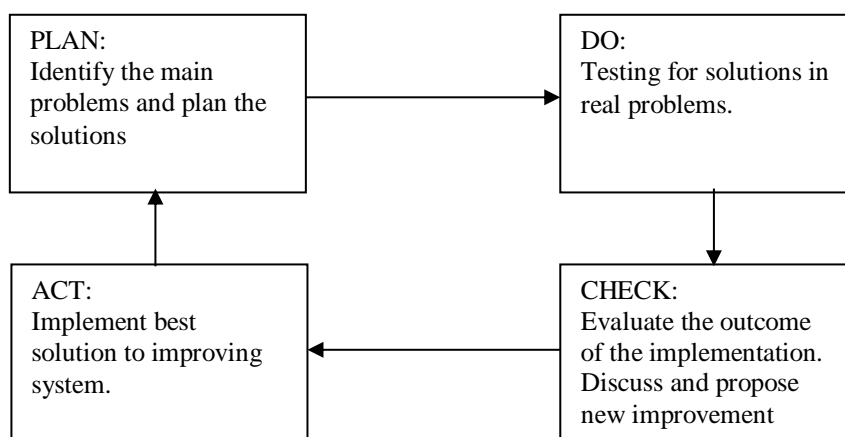 PLAN:
Identify the main
problems and plan the
solutions
DO:
Testing for solutions in
real problems.
CHECK:
Evaluate the outcome
of the implementation.
Discuss and propose
new improvement
ACT:
Implement best
solution to improving
system.